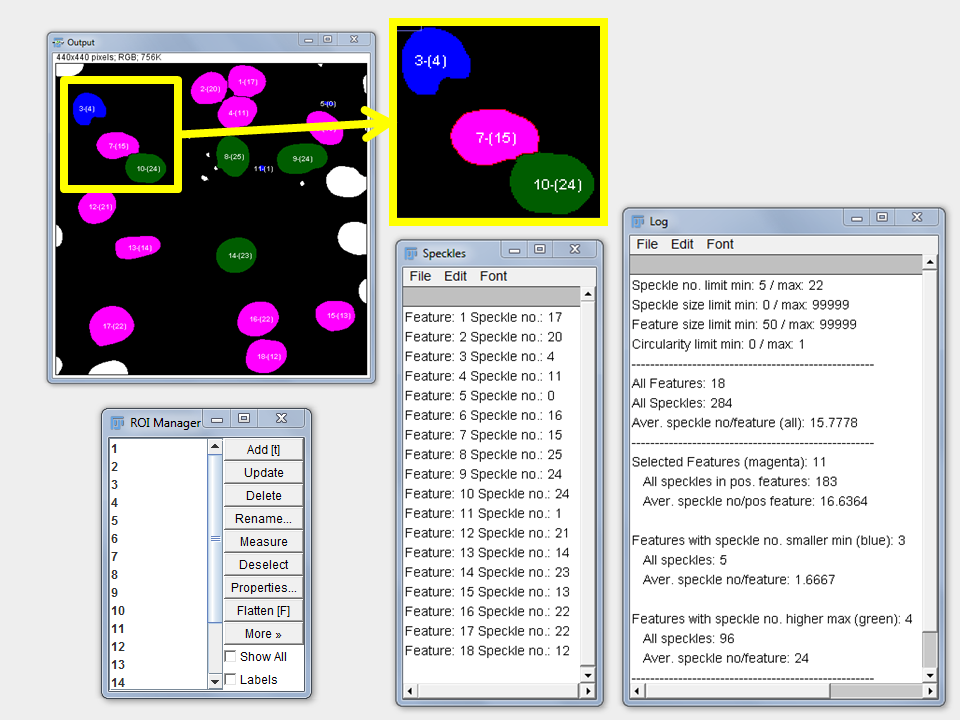 Output
440x440 pixels; RGB; 756K
1-(17)
2-(20)
3-(4)
4-(11)
5-(0)
7-(15)
8-(25)
9-(24)
10-(24)
11-(1)
12-(21)
13-(14)
14-(23)
15-(13)
16-(22)
17-(22)
18-(12)
3-(4)
7-(15)
10-(24)
Speckles
File Edit Font
Feature: 1 Speckle no.: 17
Feature: 2 Speckle no.: 20
Feature: 3 Speckle no.: 4
Feature: 4 Speckle no.: 11
Feature: 5 Speckle no.: 0
Feature: 6 Speckle no.: 16
Feature: 7 Speckle no.: 15
Feature: 8 Speckle no.: 25
Feature: 9 Speckle no.: 24
Feature: 10 Speckle no.: 24
Feature: 11 Speckle no.: 1
Feature: 12 Speckle no.: 21
Feature: 13 Speckle no.: 14
Feature: 14 Speckle no.: 23
Feature: 15 Speckle no.: 13
Feature: 16 Speckle no.: 22
Feature: 17 Speckle no.: 22
Feature: 18 Speckle no.: 12
Log
File Edit Font
Speckle no. limit min: 5 / max: 22
Speckle size limit min: 0 / max: 99999
Feature size limit min: 50 / max: 99999
Circularity limit min: 0 / max: 1
All Features: 18
All Speckles: 284
Aver. speckle no/feature (all): 15.7778
Selected Features (magenta): 11
All speckles in pos. features: 183
Aver. speckle no/pos feature: 16.6364
Features with speckle no. smaller min (blue): 3
All speckles: 5
Aver. speckle no/feature: 1.6667
Features with speckle no. higher max (green): 4
All speckles: 96
Aver. speckle no/feature: 24
ROI Manager
1
2
3
4
5
6
7
8
9
10
11
12
13
14
Add [t]
Update
Delete
Rename...
Measure
Deselect
Properties...
Flatten [F]
More »
Show All
Labels